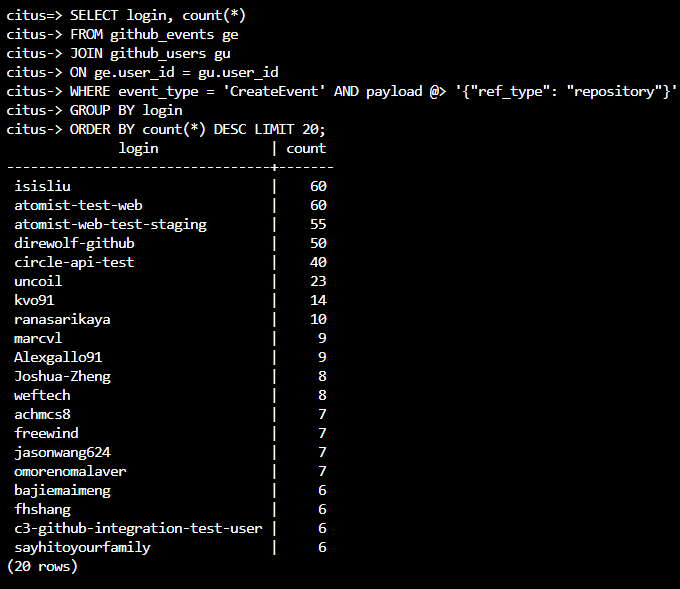 citus=> SELECT login, count(*)
citus-> FROM github_events ge
citus-> JOIN github_users gu
citus-> ON ge.user_id = gu.user_id
citus-> WHERE event_type = 'CreateEvent' AND payload @> '{"ref_type": "repository"}'
citus-> GROUP BY login
citus-> ORDER BY count(*) DESC LIMIT 20;
             login              | count
--------------------------------+-------
 isisliu                        |    60
 atomist-test-web               |    60
 atomist-web-test-staging       |    55
 direwolf-github                |    50
 circle-api-test                |    40
 uncoil                         |    23
 kvo91                          |    14
 ranasarikaya                   |    10
 marcvl                         |     9
 Alexgallo91                    |     9
 Joshua-Zheng                   |     8
 weftech                        |     8
 achmcs8                        |     7
 freewind                       |     7
 jasonwang624                   |     7
 omorenomalaver                 |     7
 bajiemaimeng                   |     6
 fhshang                        |     6
 c3-github-integration-test-user |     6
 sayhitoyourfamily              |     6
(20 rows)